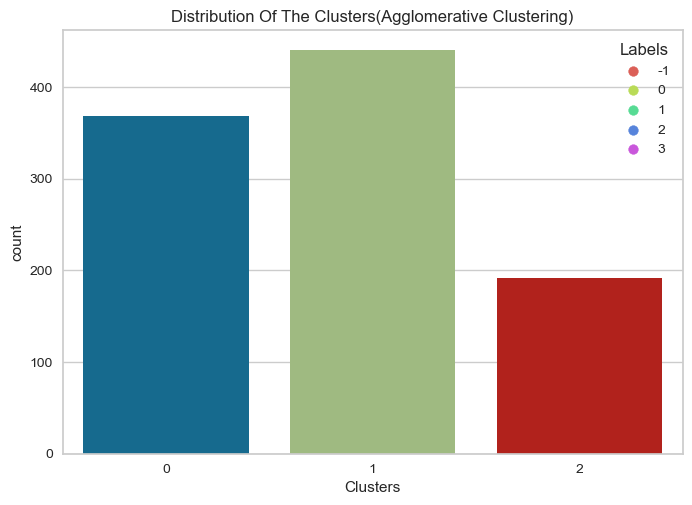 Distribution Of The Clusters(Agglomerative Clustering)
Labels
-1
0
1
2
3
count
400
300
200
100
0
0 1 2
Clusters